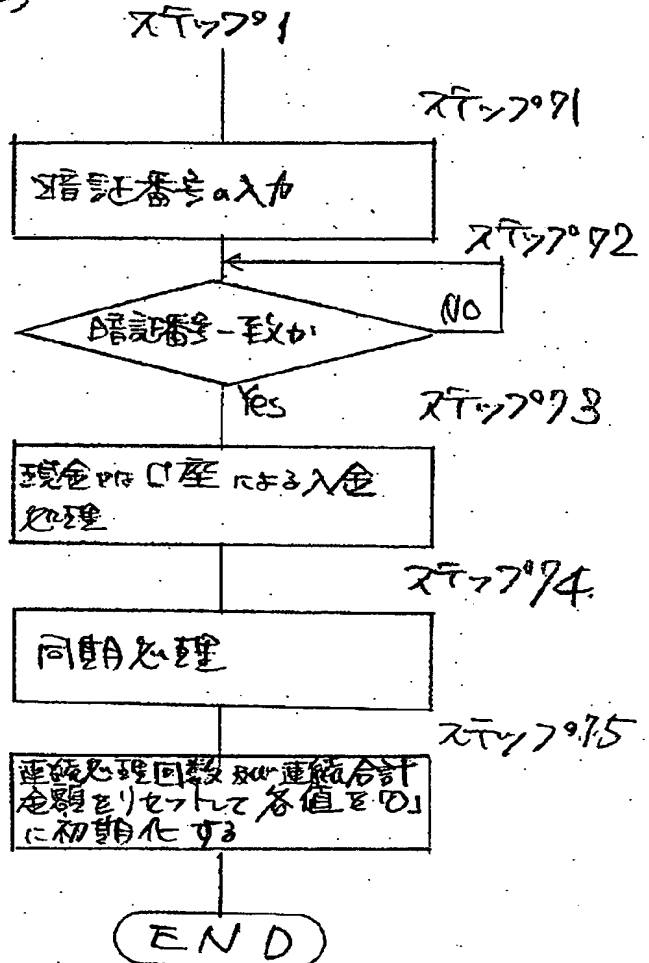 ステップ1
ステップ71
暗証番号の入力
ステップ72
暗証番号一致か
NO
Yes
ステップ73
現金又は口座による入金
処理
ステップ74
同期処理
ステップ75
連続処理回数及び連続合計
金額をリセットして各値を「0」
に初期化する
END